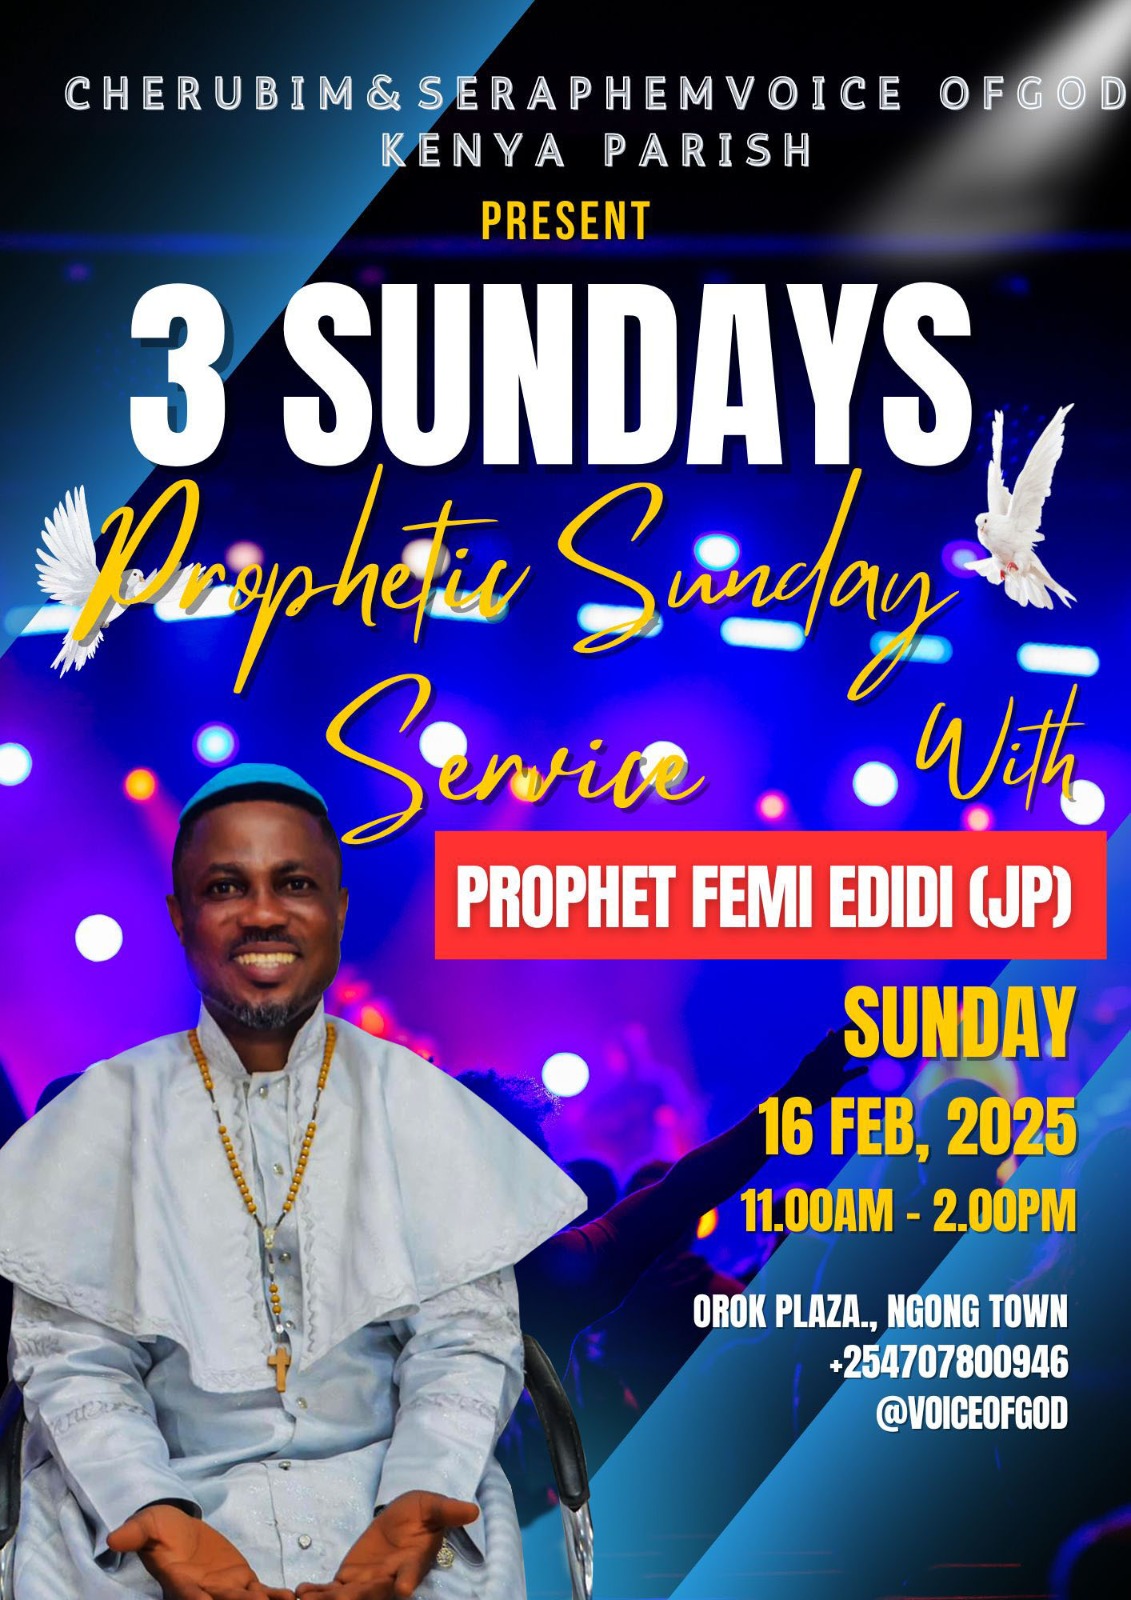 CHERUBIM&SERAPHEMVOICE OFGOD
KENYA PARISH
PRESENT
3 SUNDAYS
Prophetic Sunday
Service With
PROPHET FEMI EDIDI (JP)
SUNDAY
16 FEB, 2025
11.00AM - 2.00PM
OROK PLAZA., NGONG TOWN
+254707800946
@VOICEOFGOD